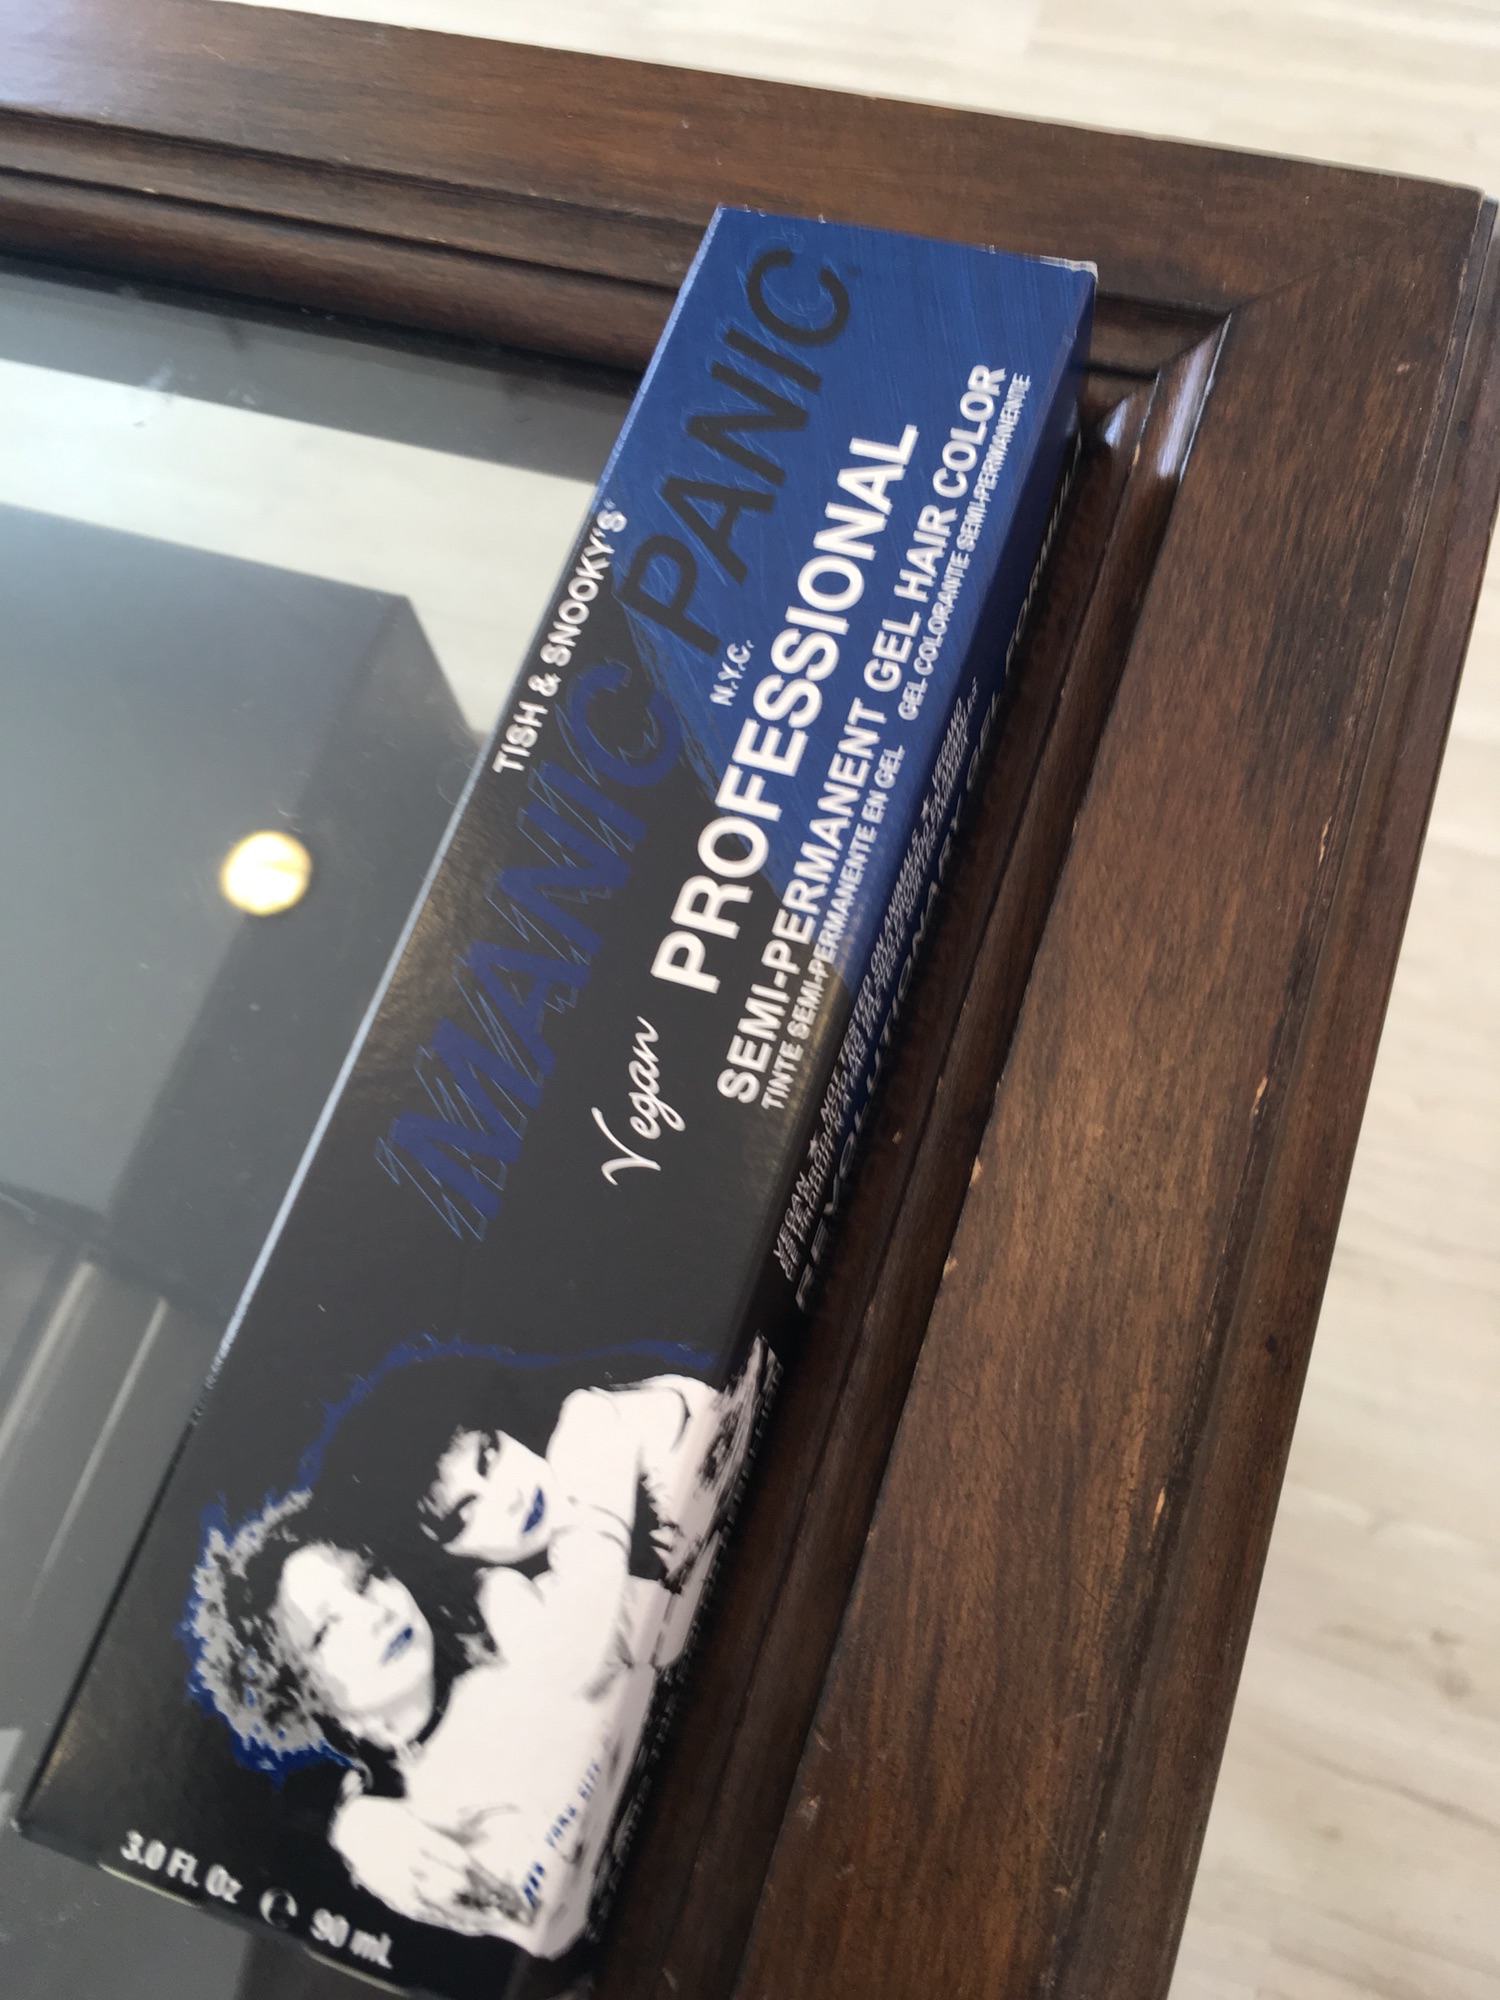 TISH & SNOOKY'S®
MANIC PANIC®
N.Y.C.
Vegan PROFESSIONAL
SEMI-PERMANENT GEL HAIR COLOR
TINTE SEMI-PERMANENTE EN GEL GEL COLORANTE SEMI-PERMANENTE
3.0 Fl. Oz ℮ 90 mL